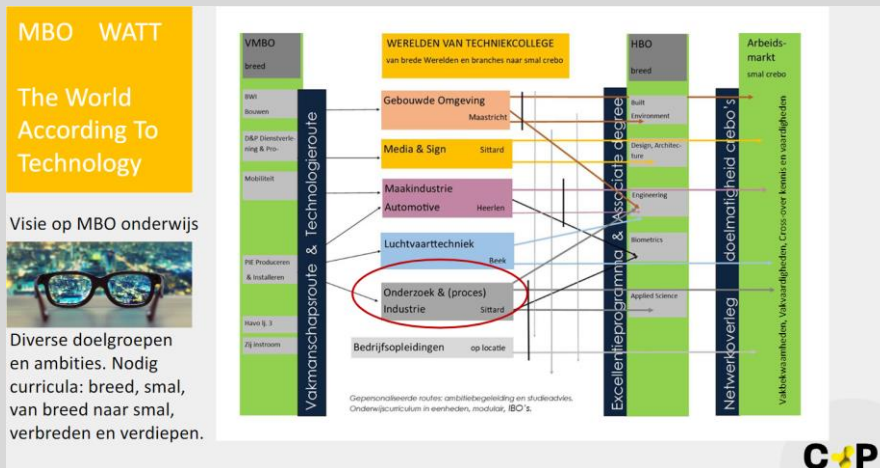 MBO WATT
The World
According To
Technology
Visie op MBO onderwijs
Diverse doelgroepen
en ambities. Nodig
curricula: breed, smal,
van breed naar smal,
verbreden en verdiepen.
VMBO
breed
BWI
Bouwen
D&P Dienstverle-
ning & Pro-
Mobiliteit
PIE Produceren
& Installeren
Havo lj. 3
Zij instroom
Vakmanschapsroute & Technologieroute
WERELDEN VAN TECHNIEKCOLLEGE
van brede Werelden en branches naar smal crebo
Gebouwde Omgeving
Maastricht
Media & Sign Sittard
Maakindustrie
Automotive Heerlen
Luchtvaarttechniek
Beek
Onderzoek & (proces)
Industrie Sittard
Bedrijfsopleidingen op locatie
Gepersonaliseerde routes: ambitiebegeleiding en studieadvies.
Onderwijscurriculum in eenheden, modulair, IBO's.
Excellentieprogramma & Associate degree
HBO
breed
Built
Environment
Design, Architec-
ture
Engineering
Biometrics
Applied Science
Netwerkoverleg doelmatigheid crebo's
Arbeids-
markt
smal crebo
Vakbekwaamheden, Vakvaardigheden, Cross-over kennis en vaardigheden
C P